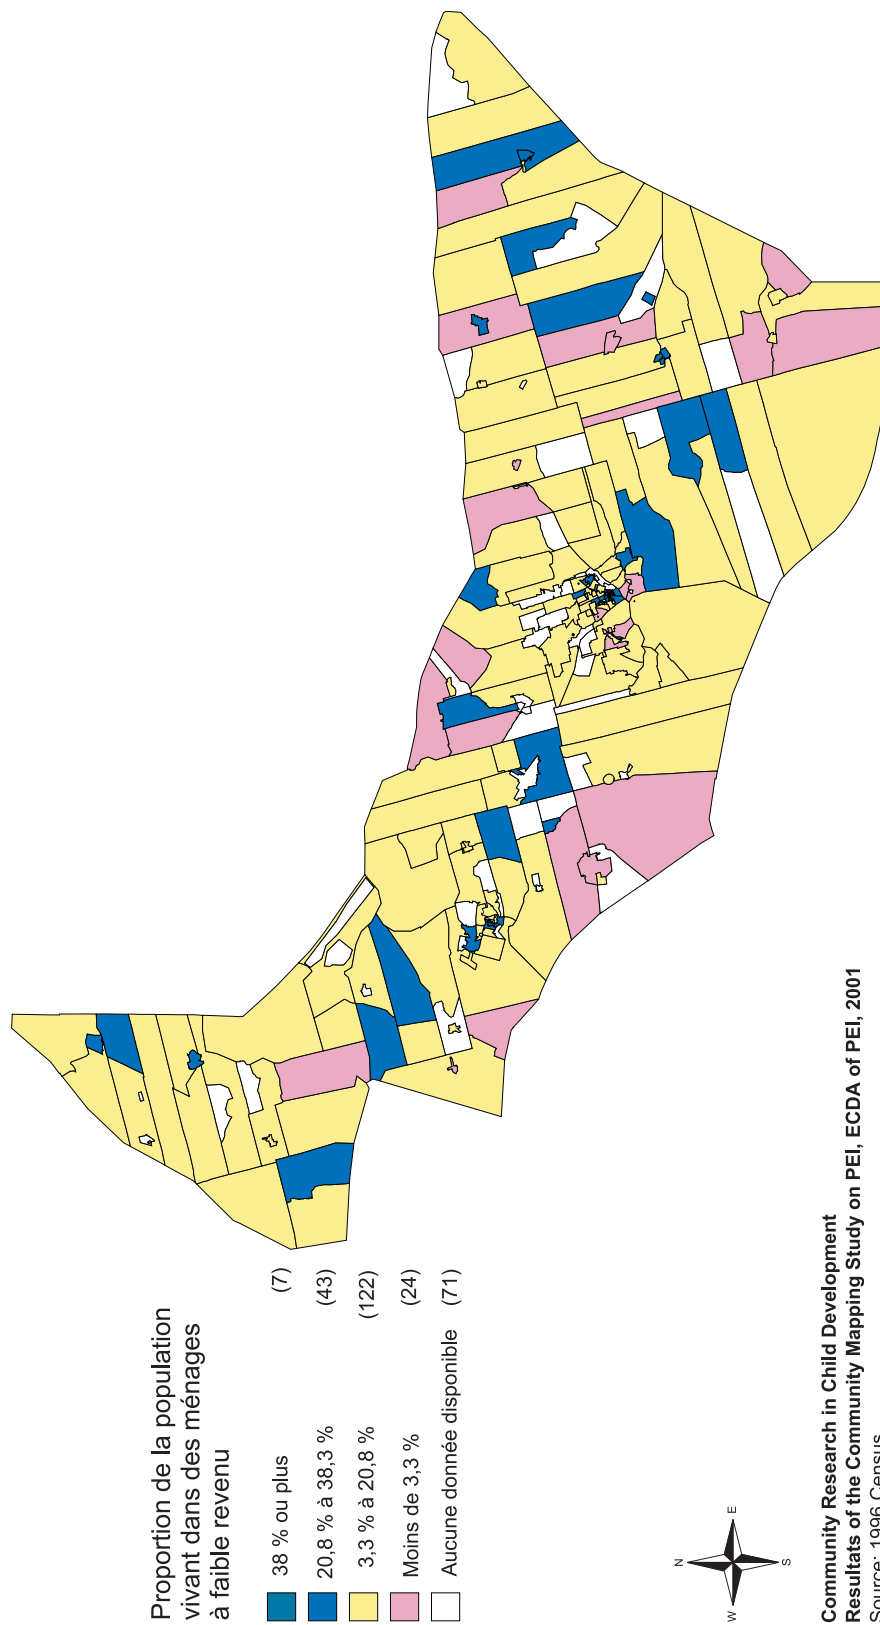 Proportion de la population
vivant dans des ménages
à faible revenu
38 % ou plus (7)
20,8 % à 38,3 % (43)
3,3 % à 20,8 % (122)
Moins de 3,3 % (24)
Aucune donnée disponible (71)
N
W E
S
Community Research in Child Development
Resultats of the Community Mapping Study on PEI, ECDA of PEI, 2001
Source: 1996 Census